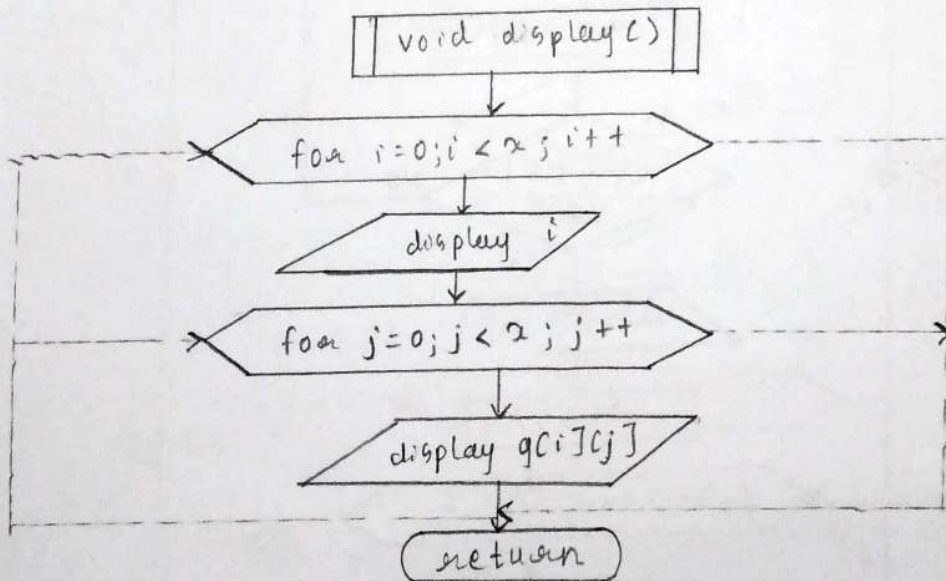 void display()
for i=0;i<x; i++
display i
for j=0; j<x; j++
display g[i][j]
return